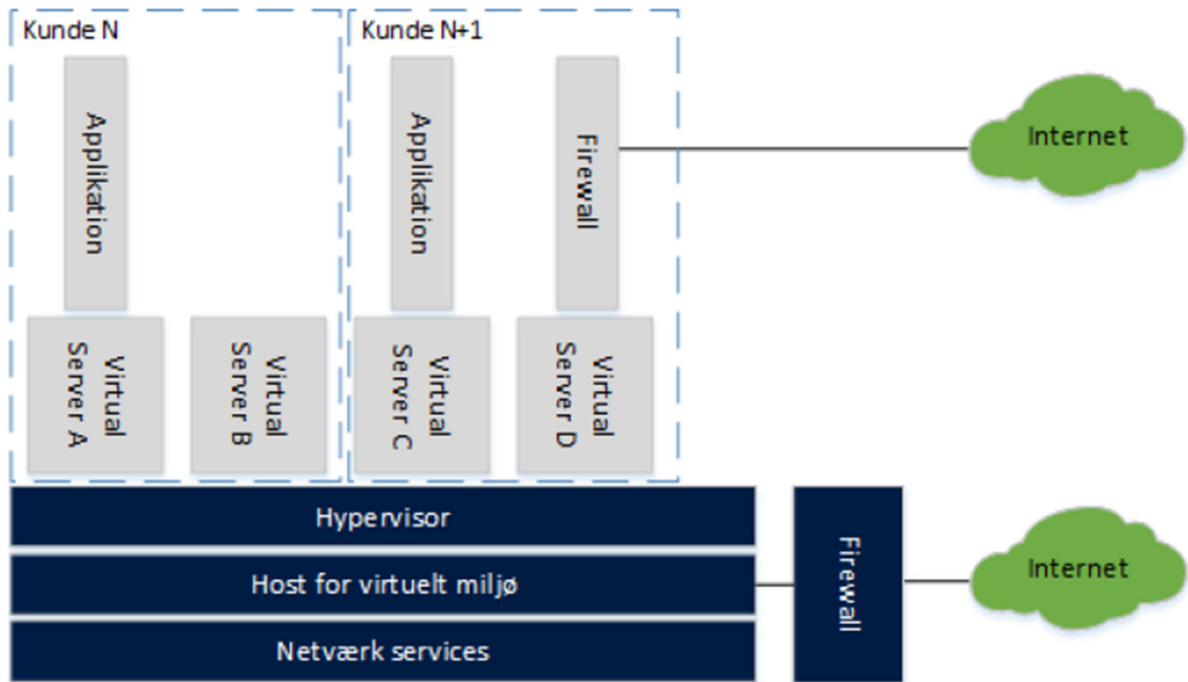 Kunde N
Kunde N+1
Applikation
Applikation
Firewall
Internet
Virtual
Server A
Virtual
Server B
Virtual
Server C
Virtual
Server D
Hypervisor
Host for virtuelt miljø
Netværk services
Firewall
Internet